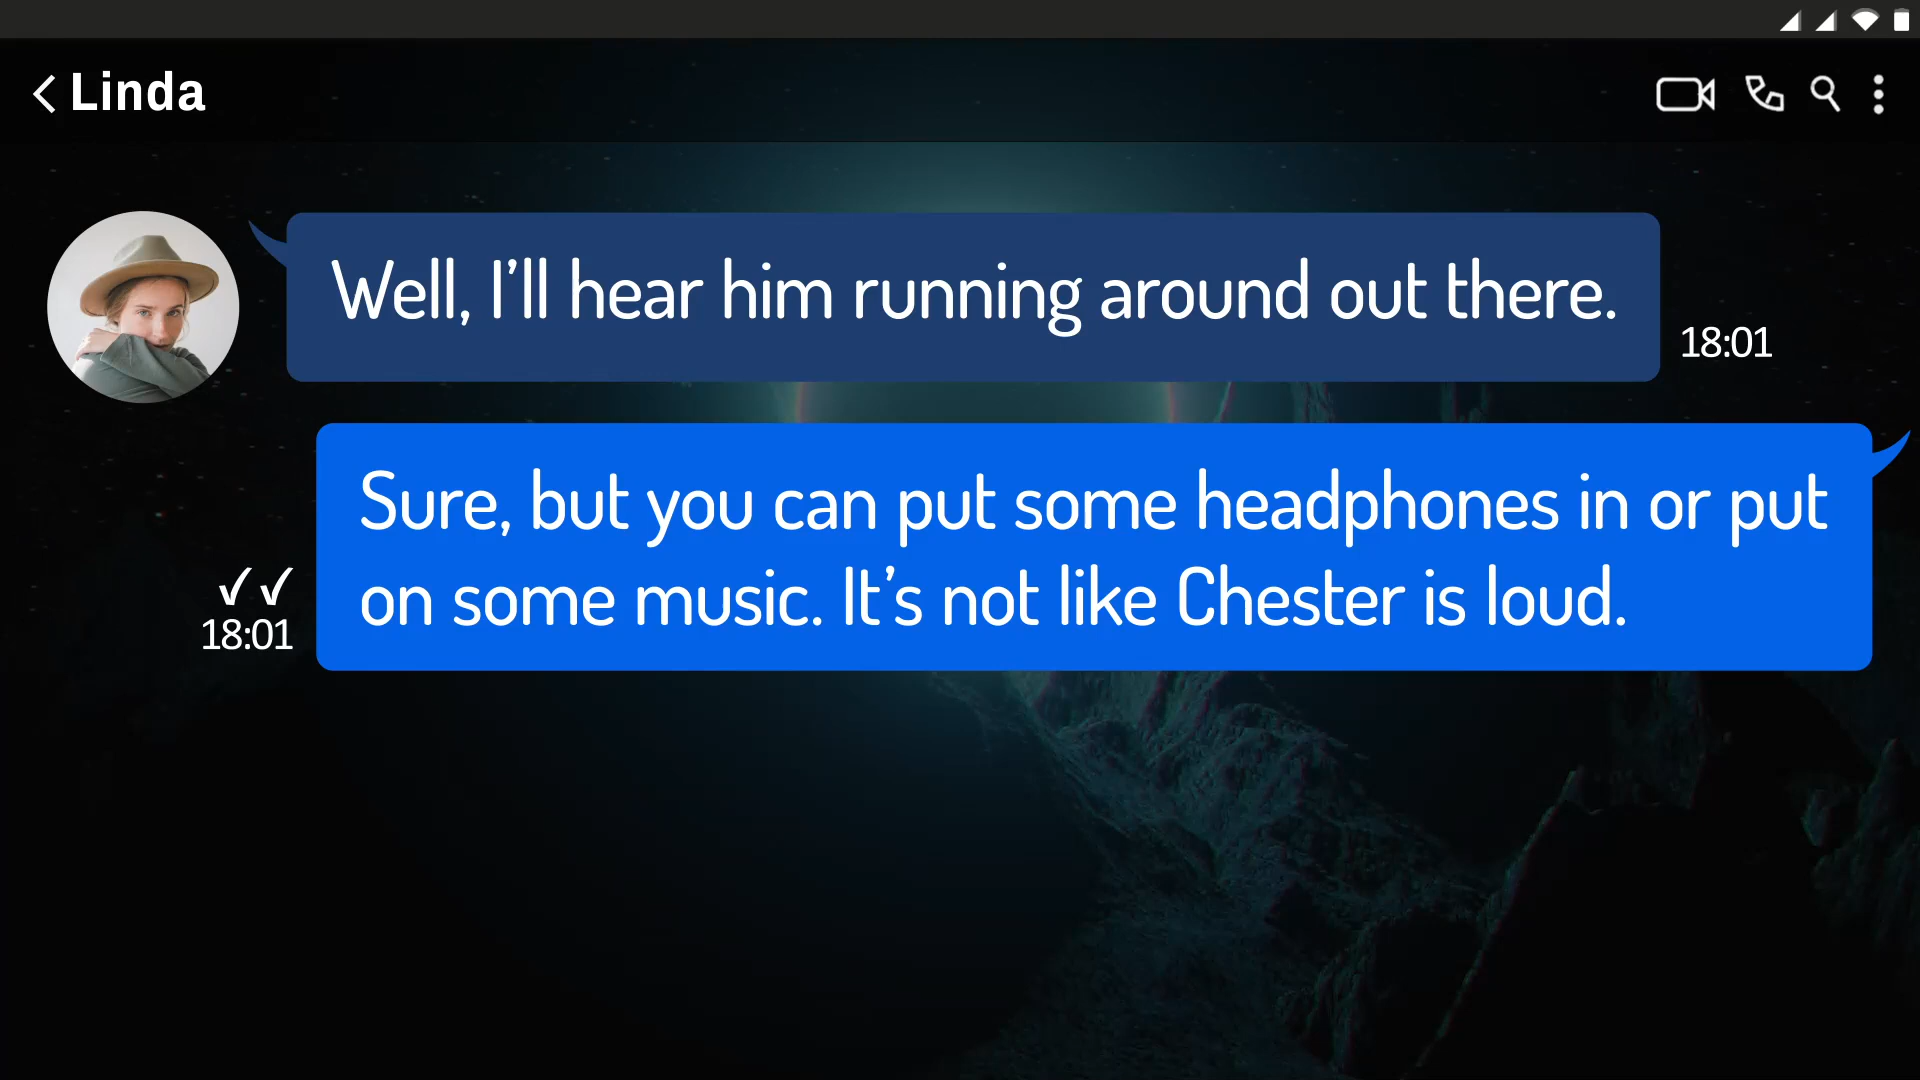 Linda
Well, I’ll hear him running around out there.
18:01
Sure, but you can put some headphones in or put
on some music. It’s not like Chester is loud.
18:01